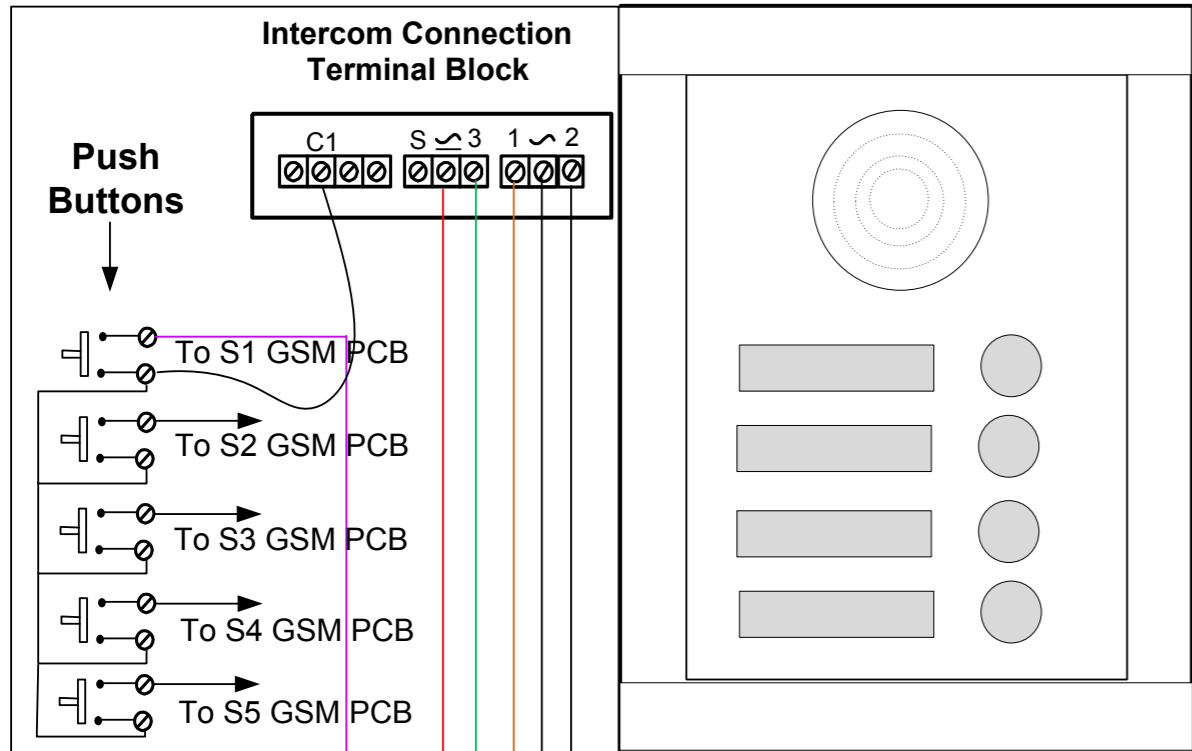 Intercom Connection
Terminal Block
C1 S 3 1 2
Push
Buttons
To S1 GSM PCB
To S2 GSM PCB
To S3 GSM PCB
To S4 GSM PCB
To S5 GSM PCB